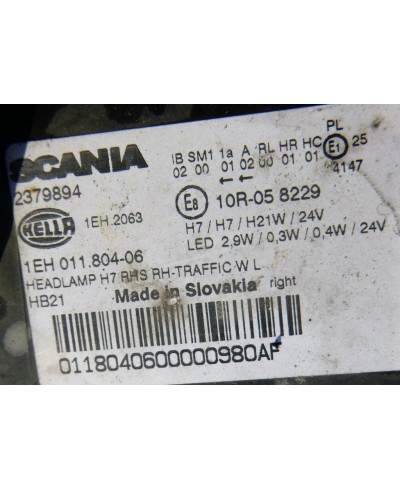 SCANIA
2379894
HELLA
1EH.2063
1EH 011.804-06
HEADLAMP H7 RHS RH-TRAFFIC W L
HB21
Made in Slovakia right
IB SM1 1a A RL HR HC PL
02 00 01 02 00 01 01 E1 25
←← 4147
E8 10R-05 8229
H7 / H7 / H21W / 24V
LED 2,9W / 0,3W / 0,4W / 24V
0118040600000980AF